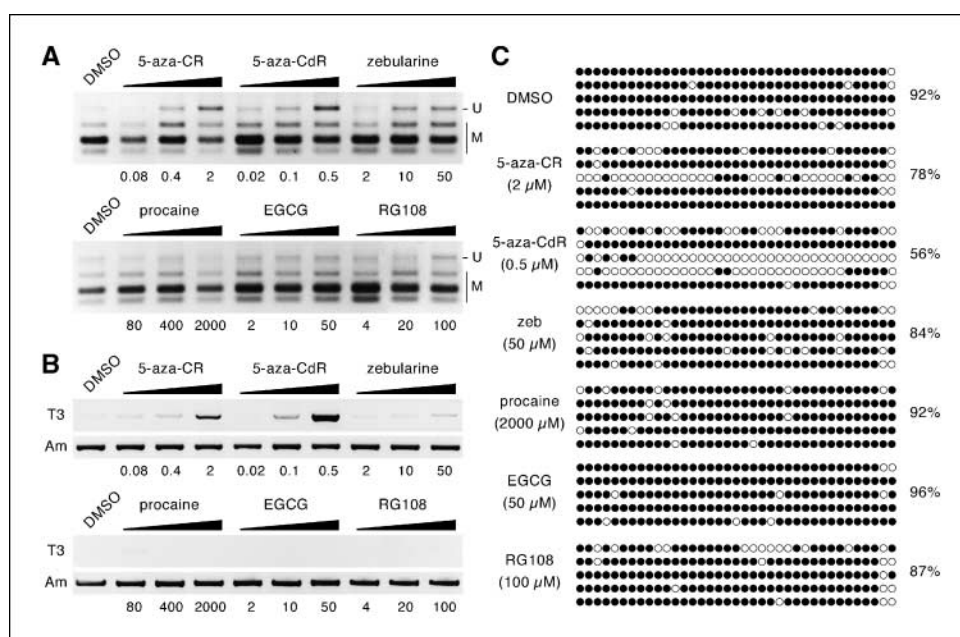 A
DMSO 5-aza-CR 5-aza-CdR zebularine
U
M
0.08 0.4 2 0.02 0.1 0.5 2 10 50
DMSO procaine EGCG RG108
U
M
80 400 2000 2 10 50 4 20 100
B
DMSO 5-aza-CR 5-aza-CdR zebularine
T3
Am
0.08 0.4 2 0.02 0.1 0.5 2 10 50
DMSO procaine EGCG RG108
T3
Am
80 400 2000 2 10 50 4 20 100
C
DMSO 92%
5-aza-CR
(2 µM) 78%
5-aza-CdR
(0.5 µM) 56%
zeb
(50 µM) 84%
procaine
(2000 µM) 92%
EGCG
(50 µM) 96%
RG108
(100 µM) 87%